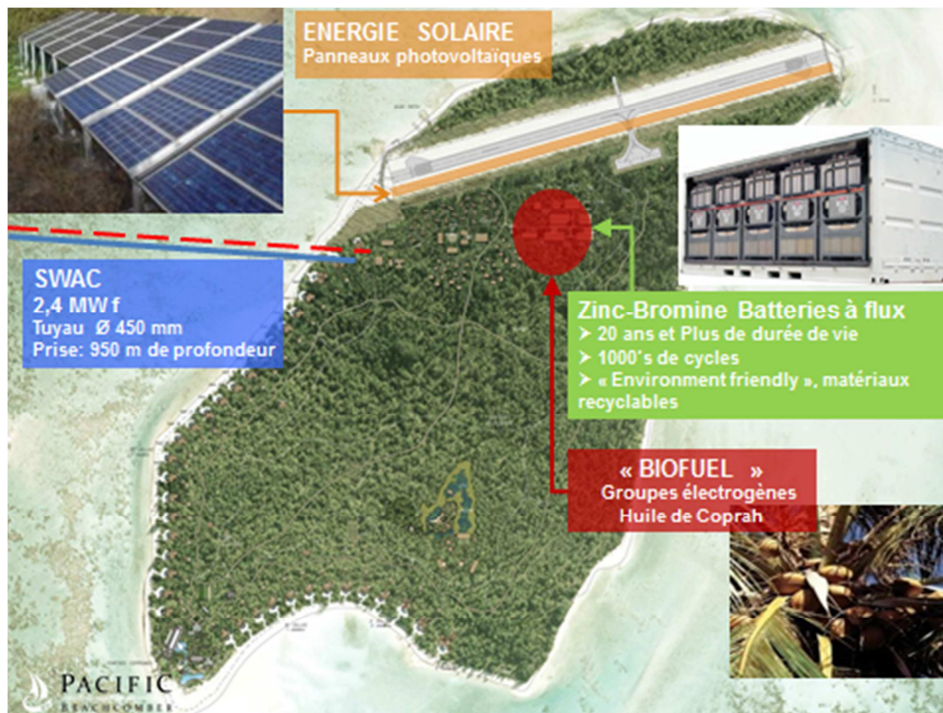 ENERGIE SOLAIRE
Panneaux photovoltaïques
SWAC
2,4 MW f
Tuyau Ø 450 mm
Prise: 950 m de profondeur
Zinc-Bromine Batteries à flux
➢ 20 ans et Plus de durée de vie
➢ 1000's de cycles
➢ « Environment friendly », matériaux
recyclables
« BIOFUEL »
Groupes électrogènes
Huile de Coprah
PACIFIC
BEACHCOMBER